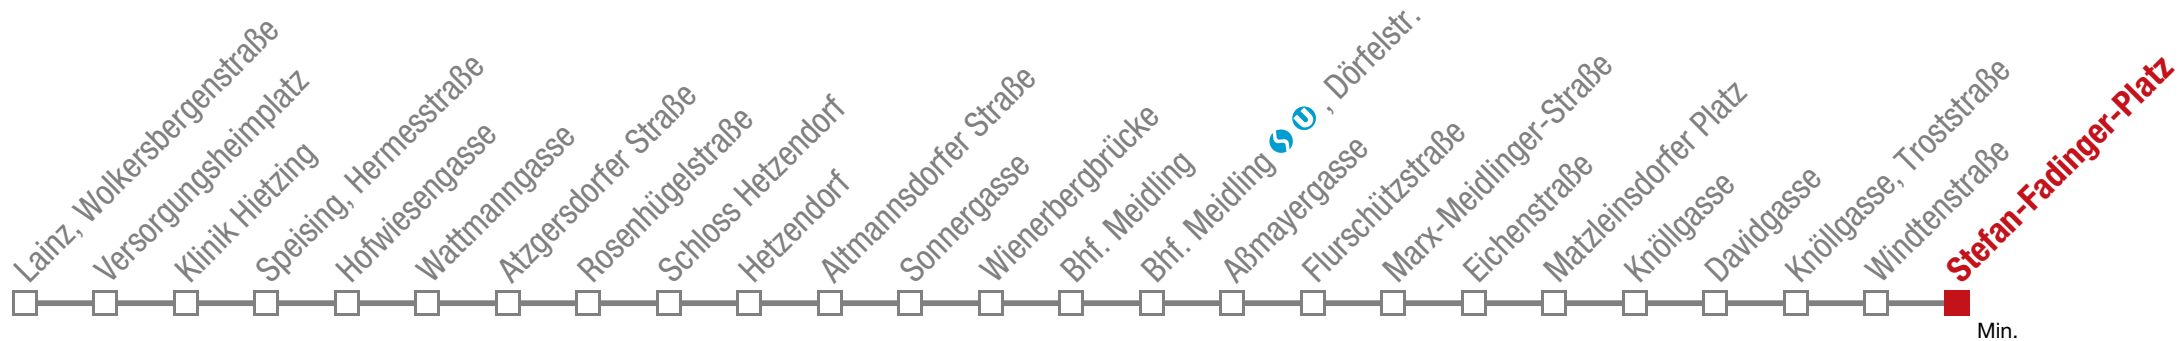 Lainz, Wolkersbergenstraße
Versorgungsheimplatz
Klinik Hietzing
Speising, Hermesstraße
Hofwiesengasse
Wattmanngasse
Atzgersdorfer Straße
Rosenhügelstraße
Schloss Hetzendorf
Hetzendorf
Altmannsdorfer Straße
Sonnergasse
Wienerbergbrücke
Bhf. Meidling
Bhf. Meidling S U , Dörfelstr.
Aßmayergasse
Flurschützstraße
Marx-Meidlinger-Straße
Eichenstraße
Matzleinsdorfer Platz
Knöllgasse
Davidgasse
Knöllgasse, Troststraße
Windtenstraße
Stefan-Fadinger-Platz
Min.